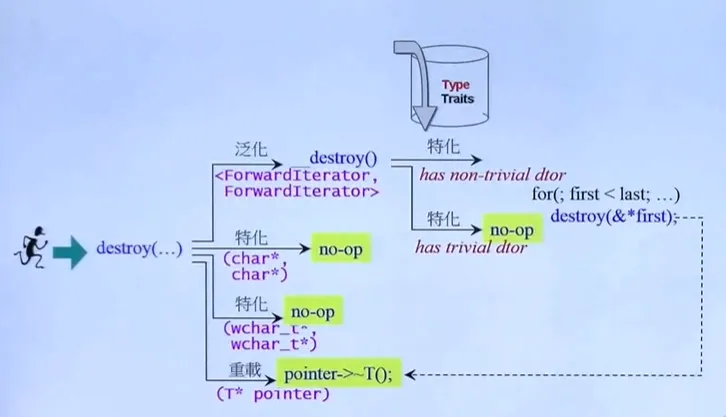 Type
Traits
泛化
__destroy()
特化
<ForwardIterator,
ForwardIterator>
has non-trivial dtor
for(; first < last; …)
destroy(&*first);
特化
no-op
has trivial dtor
destroy(…)
特化
no-op
(char*,
char*)
特化
no-op
(wchar_t*,
wchar_t*)
重載
pointer->~T();
(T* pointer)